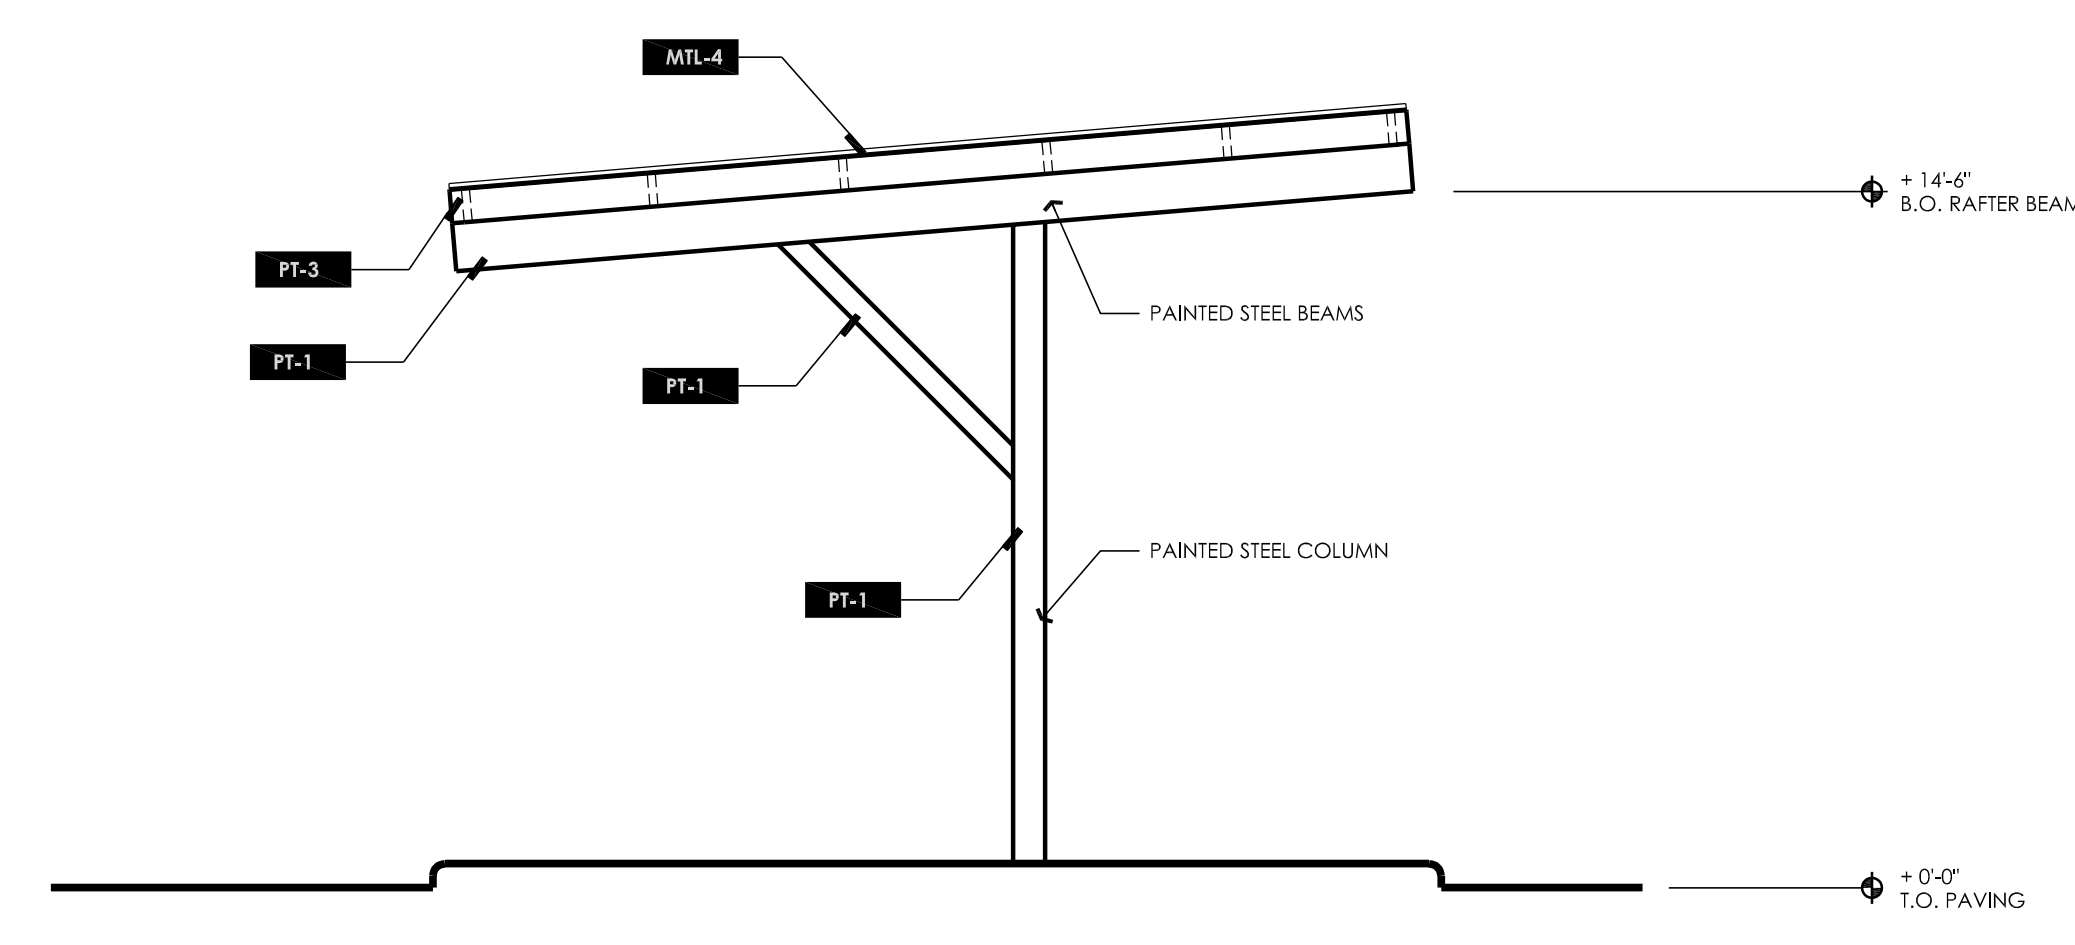 MTL-4
+ 14'-6"
B.O. RAFTER BEAM
PT-3
PAINTED STEEL BEAMS
PT-1
PT-1
PAINTED STEEL COLUMN
PT-1
+ 0'-0"
T.O. PAVING